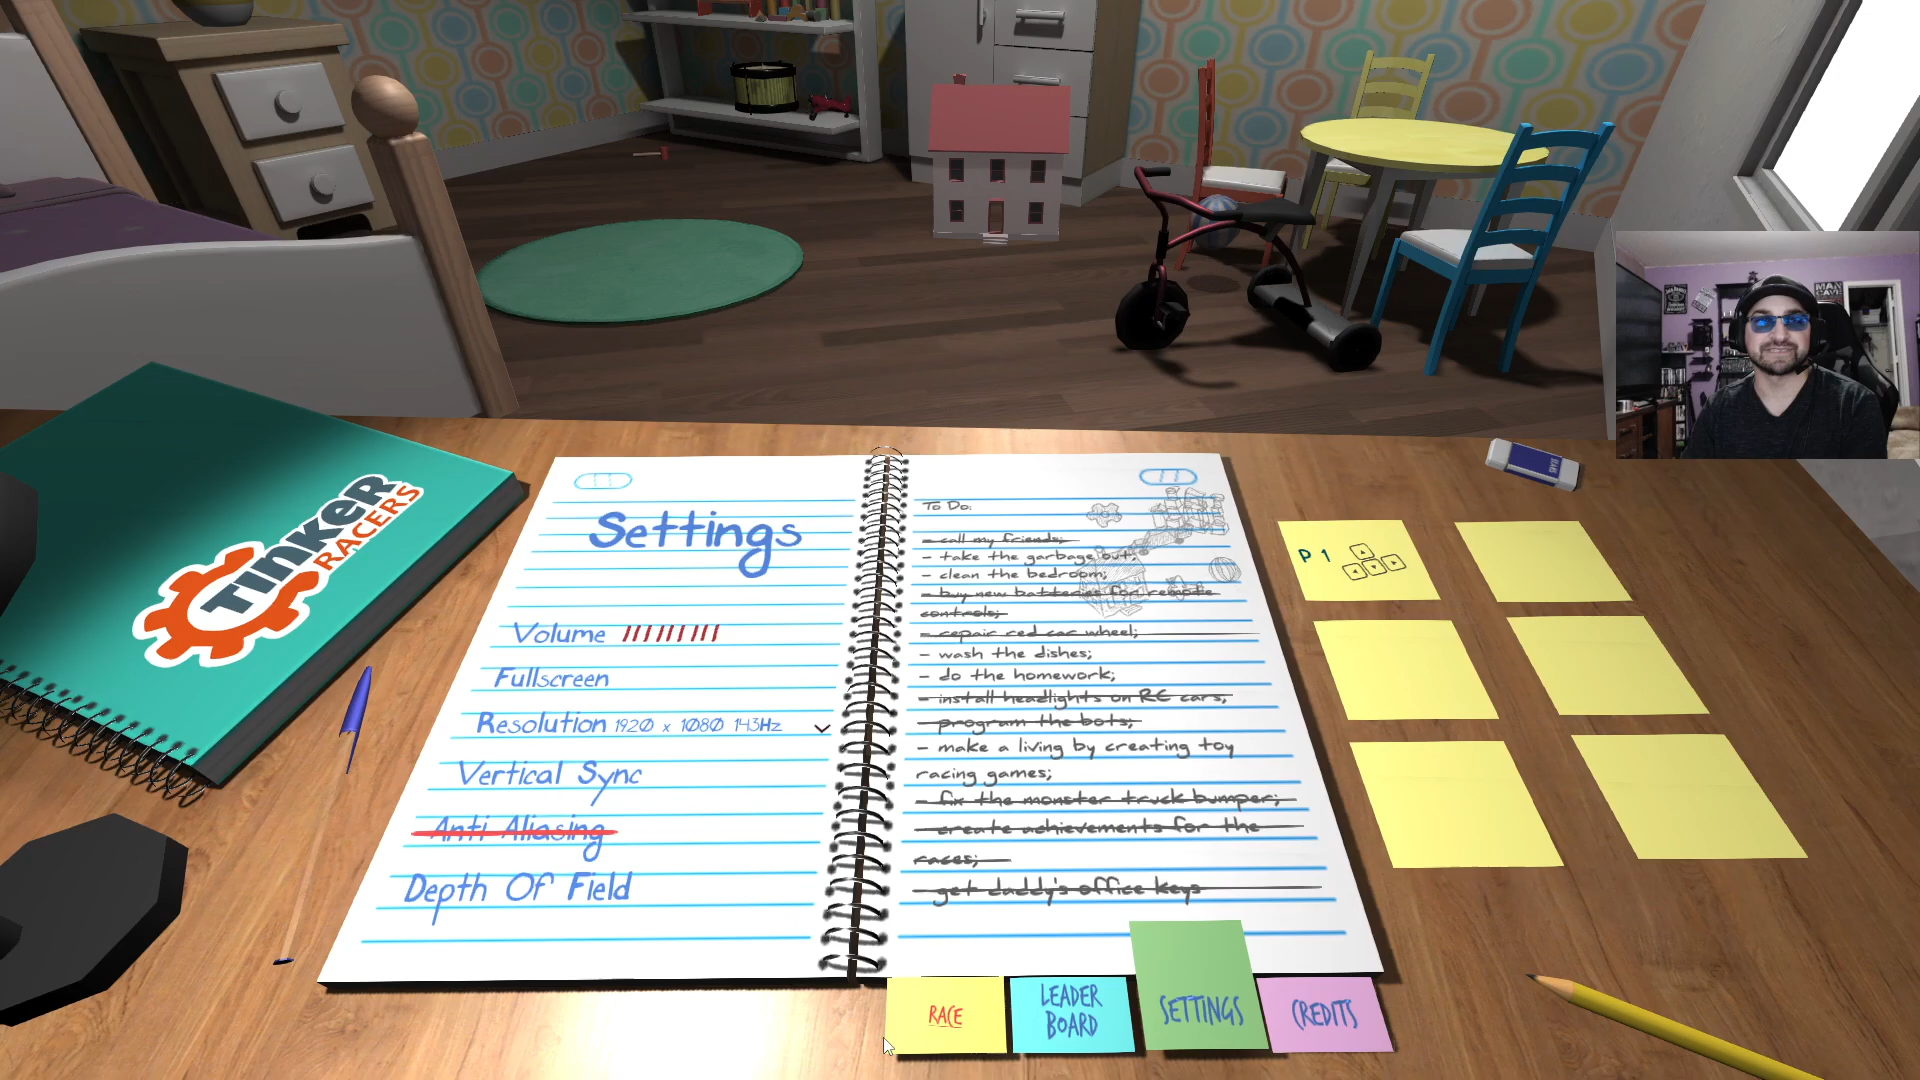 TINKER
RACERS
Settings
Volume
Fullscreen
Resolution 1920 x 1080 143Hz
Vertical Sync
Anti Aliasing
Depth Of Field
To Do:
- call my friends;
- take the garbage out;
- clean the bedroom;
- buy new batteries for remote
controls;
- repair red car wheel;
- wash the dishes;
- do the homework;
- install headlights on RC cars;
- program the bots;
- make a living by creating toy
racing games;
- fix the monster truck bumper;
- create achievements for the
races;
- get daddy's office keys
P 1
RACE
LEADER
BOARD
SETTINGS
CREDITS
MAN
CAVE